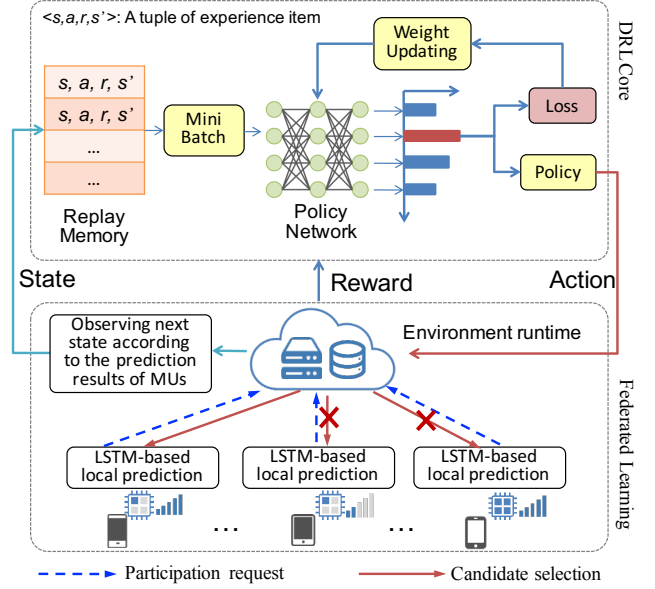 <s,a,r,s'>: A tuple of experience item
DRL Core
Weight
Updating
s, a, r, s'
s, a, r, s'
...
...
Mini
Batch
Loss
Policy
Replay
Memory
Policy
Network
State
Reward
Action
Observing next
state according
to the prediction
results of MUs
Environment runtime
Federated Learning
LSTM-based
local prediction
LSTM-based
local prediction
LSTM-based
local prediction
...
...
Participation request
Candidate selection